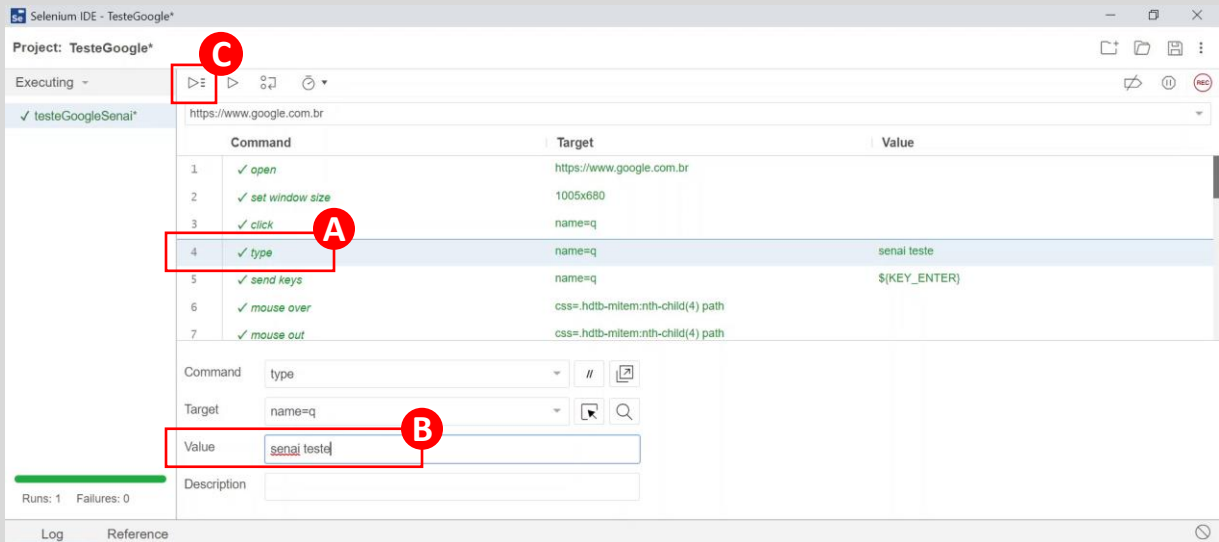 Selenium IDE - TesteGoogle*
Project: TesteGoogle*
C
Executing
REC
✓ testeGoogleSenai*
https://www.google.com.br
Command Target Value
1 ✓ open https://www.google.com.br
2 ✓ set window size 1005x680
3 ✓ click name=q
A
4 ✓ type name=q senai teste
5 ✓ send keys name=q ${KEY_ENTER}
6 ✓ mouse over css=.hdtb-mitem:nth-child(4) path
7 ✓ mouse out css=.hdtb-mitem:nth-child(4) path
Command type //
Target name=q
B
Value senai teste
Description
Runs: 1 Failures: 0
Log Reference